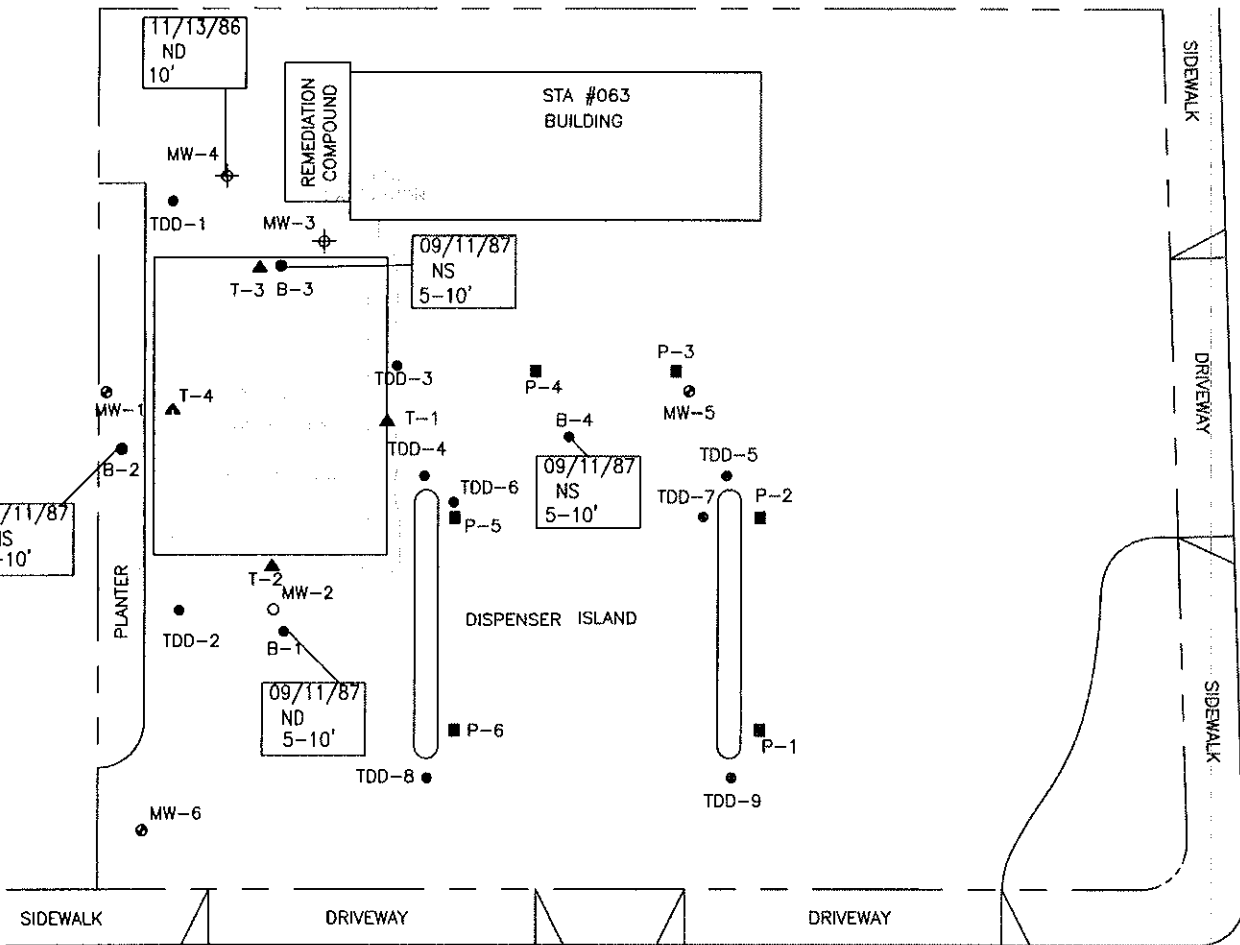 11/13/86
ND
10'
SIDEWALK
STA #063
BUILDING
REMEDIATION
COMPOUND
MW-4
TDD-1
MW-3
09/11/87
NS
5-10'
T-3 B-3
P-3
TDD-3
P-4
DRIVEWAY
MW-1
T-4
T-1
MW-5
B-4
TDD-4
B-2
TDD-5
09/11/87
NS
5-10'
TDD-6
TDD-7
P-2
P-5
/11/87
-10'
T-2
PLANTER
MW-2
DISPENSER ISLAND
TDD-2
B-1
09/11/87
ND
5-10'
SIDEWALK
P-6
P-1
TDD-8
TDD-9
MW-6
SIDEWALK
DRIVEWAY
DRIVEWAY